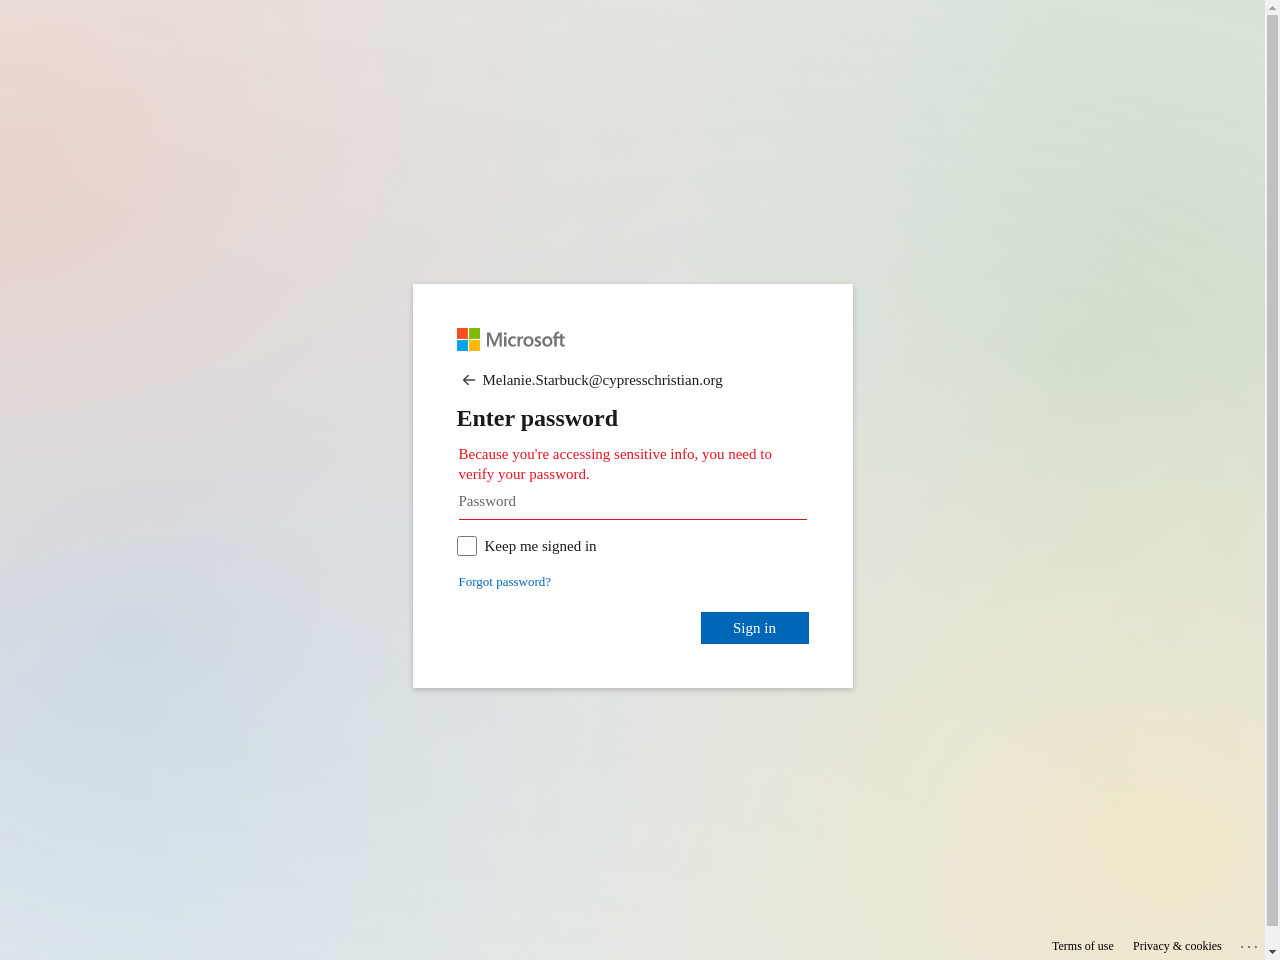 Microsoft
Melanie.Starbuck@cypresschristian.org
Enter password
Because you're accessing sensitive info, you need to
verify your password.
Password
Keep me signed in
Forgot password?
Sign in
Terms of use Privacy & cookies ...